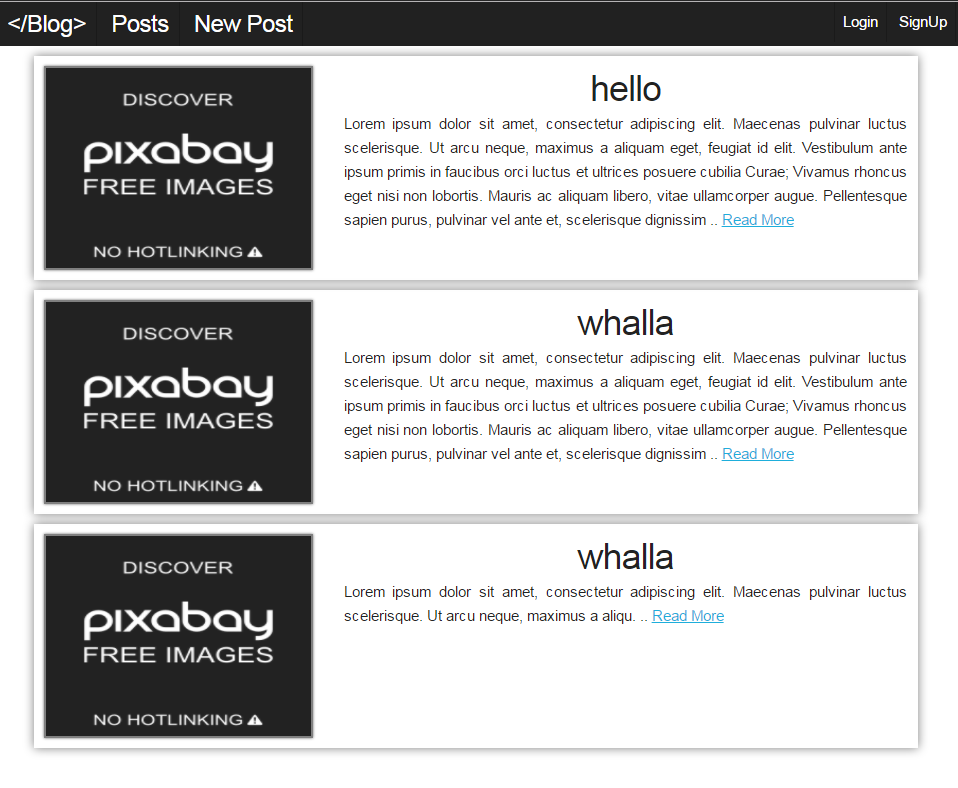 </Blog> Posts New Post Login SignUp
DISCOVER
pixabay
FREE IMAGES
NO HOTLINKING
hello
Lorem ipsum dolor sit amet, consectetur adipiscing elit. Maecenas pulvinar luctus
scelerisque. Ut arcu neque, maximus a aliquam eget, feugiat id elit. Vestibulum ante
ipsum primis in faucibus orci luctus et ultrices posuere cubilia Curae; Vivamus rhoncus
eget nisi non lobortis. Mauris ac aliquam libero, vitae ullamcorper augue. Pellentesque
sapien purus, pulvinar vel ante et, scelerisque dignissim .. Read More
DISCOVER
pixabay
FREE IMAGES
NO HOTLINKING
whalla
Lorem ipsum dolor sit amet, consectetur adipiscing elit. Maecenas pulvinar luctus
scelerisque. Ut arcu neque, maximus a aliquam eget, feugiat id elit. Vestibulum ante
ipsum primis in faucibus orci luctus et ultrices posuere cubilia Curae; Vivamus rhoncus
eget nisi non lobortis. Mauris ac aliquam libero, vitae ullamcorper augue. Pellentesque
sapien purus, pulvinar vel ante et, scelerisque dignissim .. Read More
DISCOVER
pixabay
FREE IMAGES
NO HOTLINKING
whalla
Lorem ipsum dolor sit amet, consectetur adipiscing elit. Maecenas pulvinar luctus
scelerisque. Ut arcu neque, maximus a aliqu. .. Read More